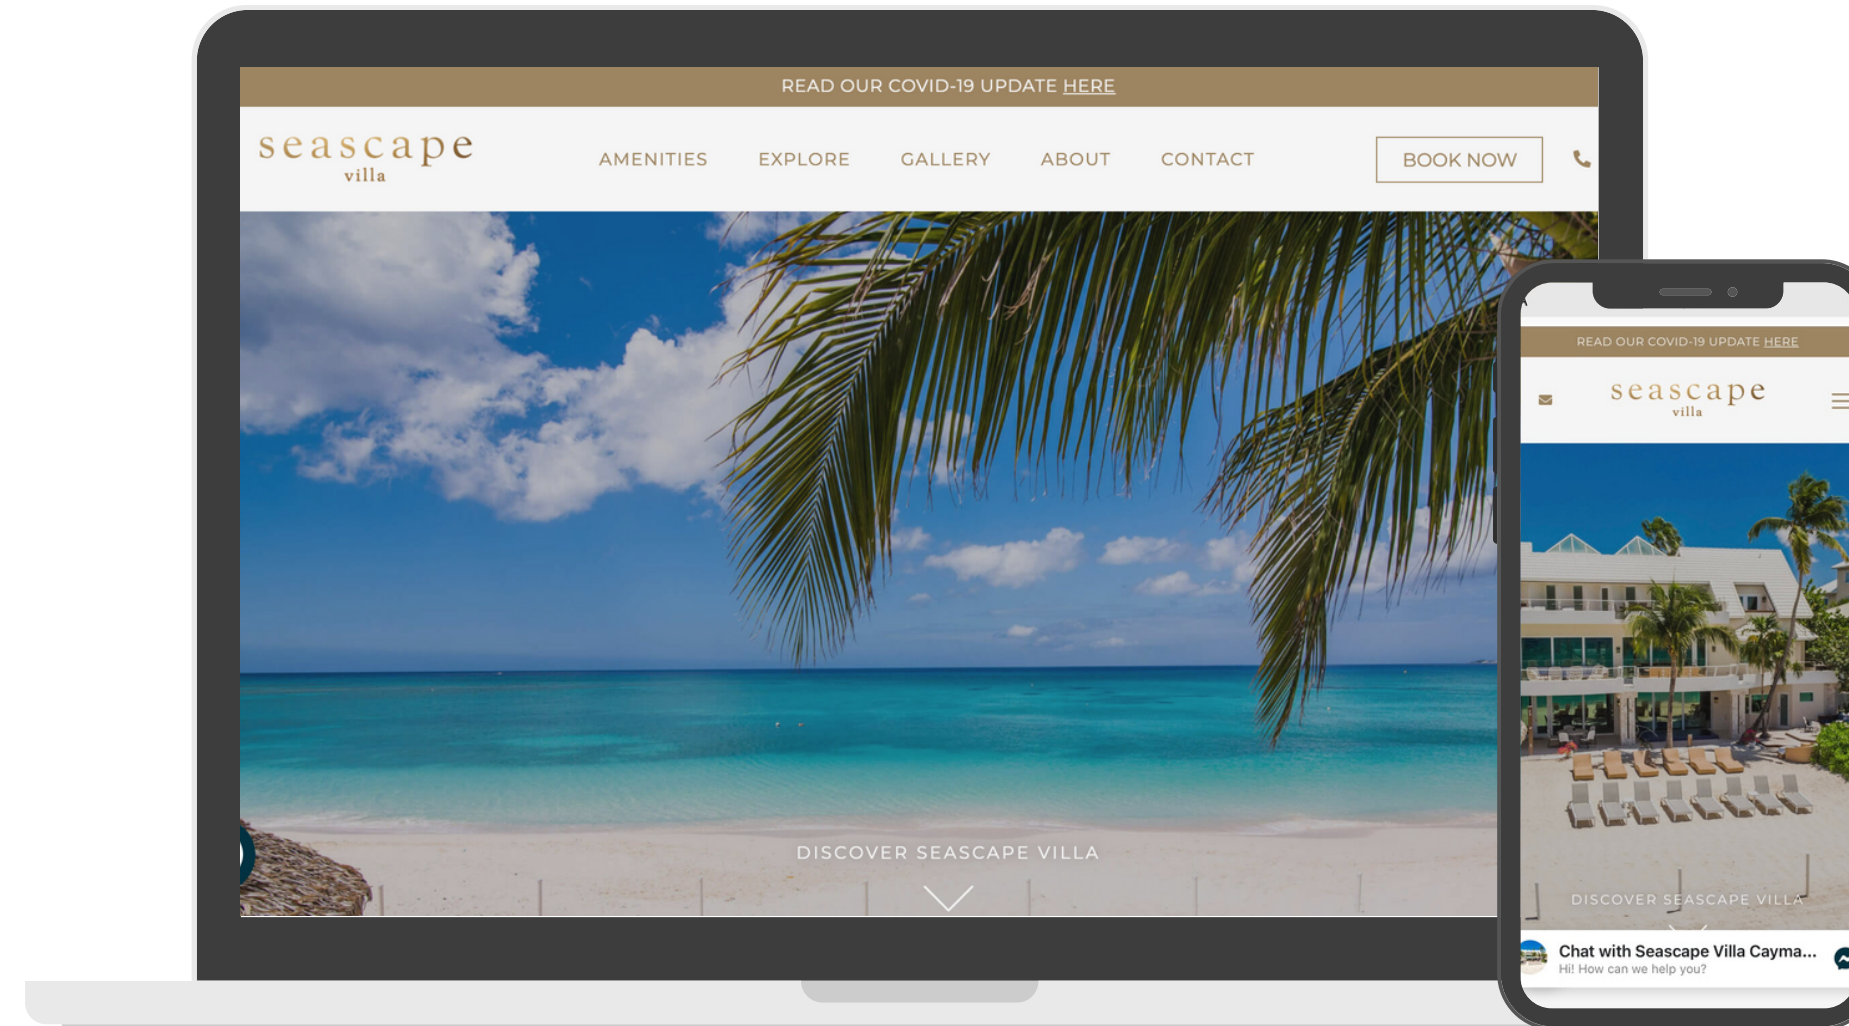 READ OUR COVID-19 UPDATE HERE
seascape
villa
AMENITIES EXPLORE GALLERY ABOUT CONTACT BOOK NOW
DISCOVER SEASCAPE VILLA
READ OUR COVID-19 UPDATE HERE
seascape
villa
DISCOVER SEASCAPE VILLA
Chat with Seascape Villa Cayma...
Hi! How can we help you?